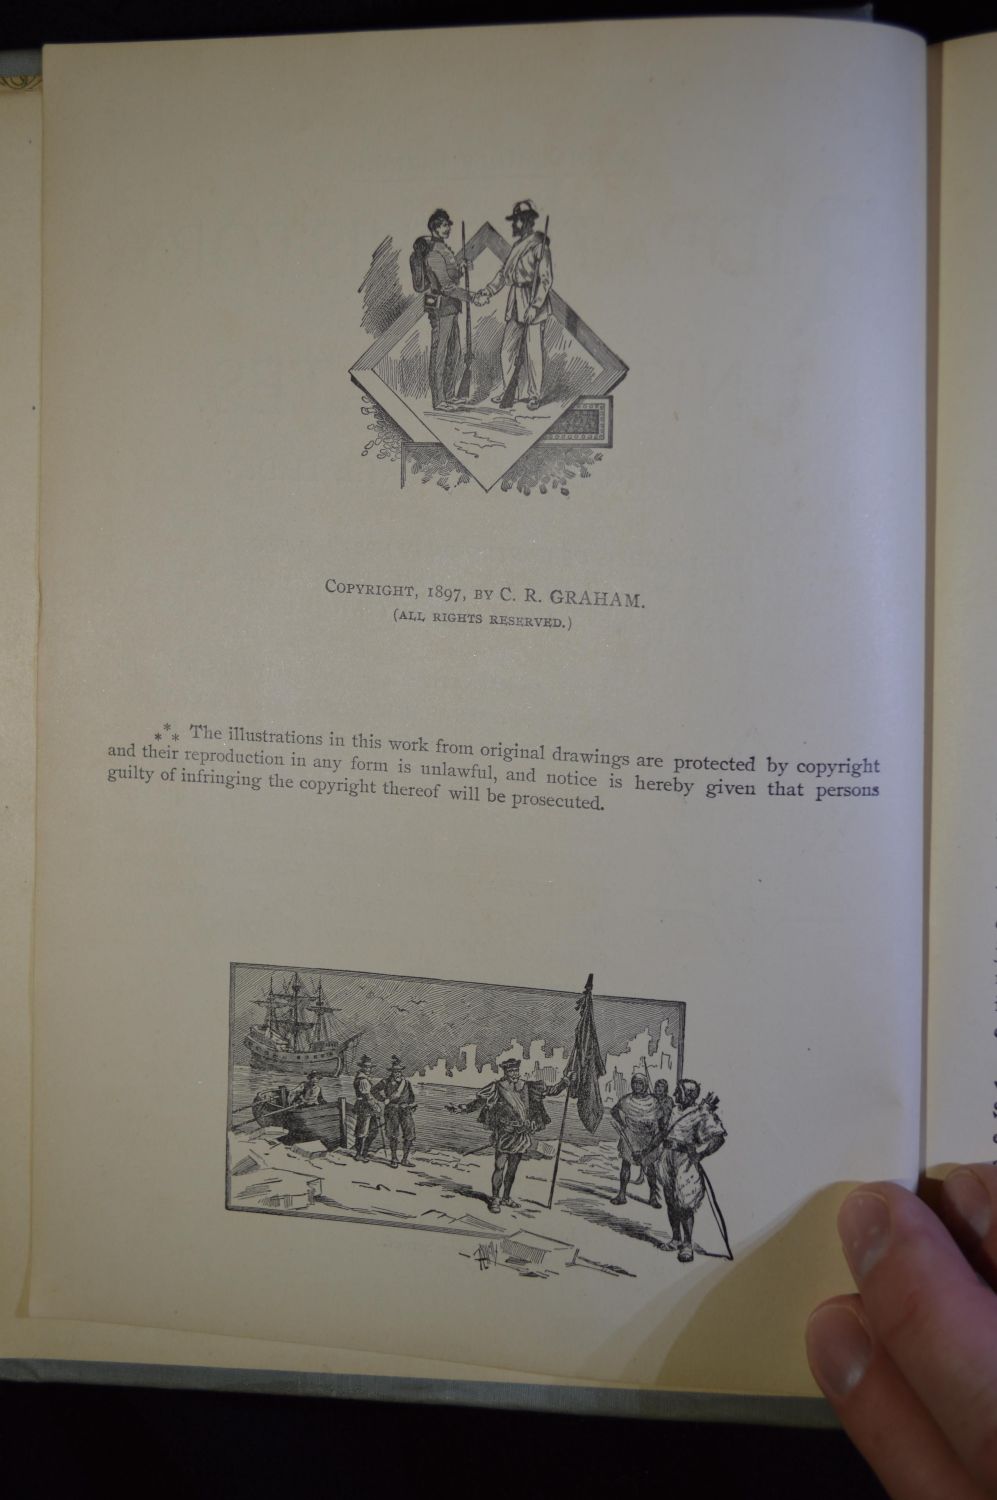 COPYRIGHT, 1897, BY C. R. GRAHAM.
(ALL RIGHTS RESERVED.)
*** The illustrations in this work from original drawings are protected by copyright
and their reproduction in any form is unlawful, and notice is hereby given that persons
guilty of infringing the copyright thereof will be prosecuted.